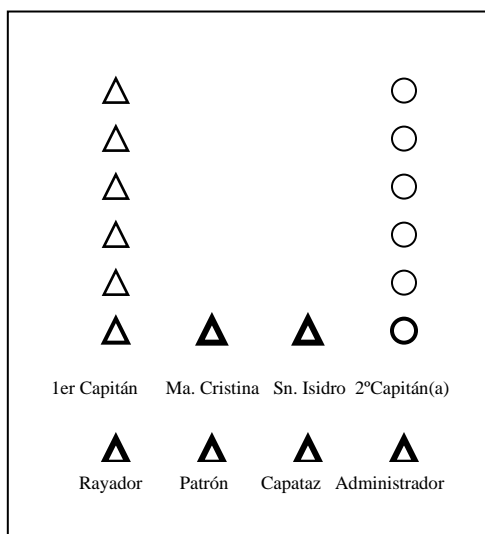 1er Capitán Ma. Cristina Sn. Isidro 2ºCapitán(a)
Rayador Patrón Capataz Administrador